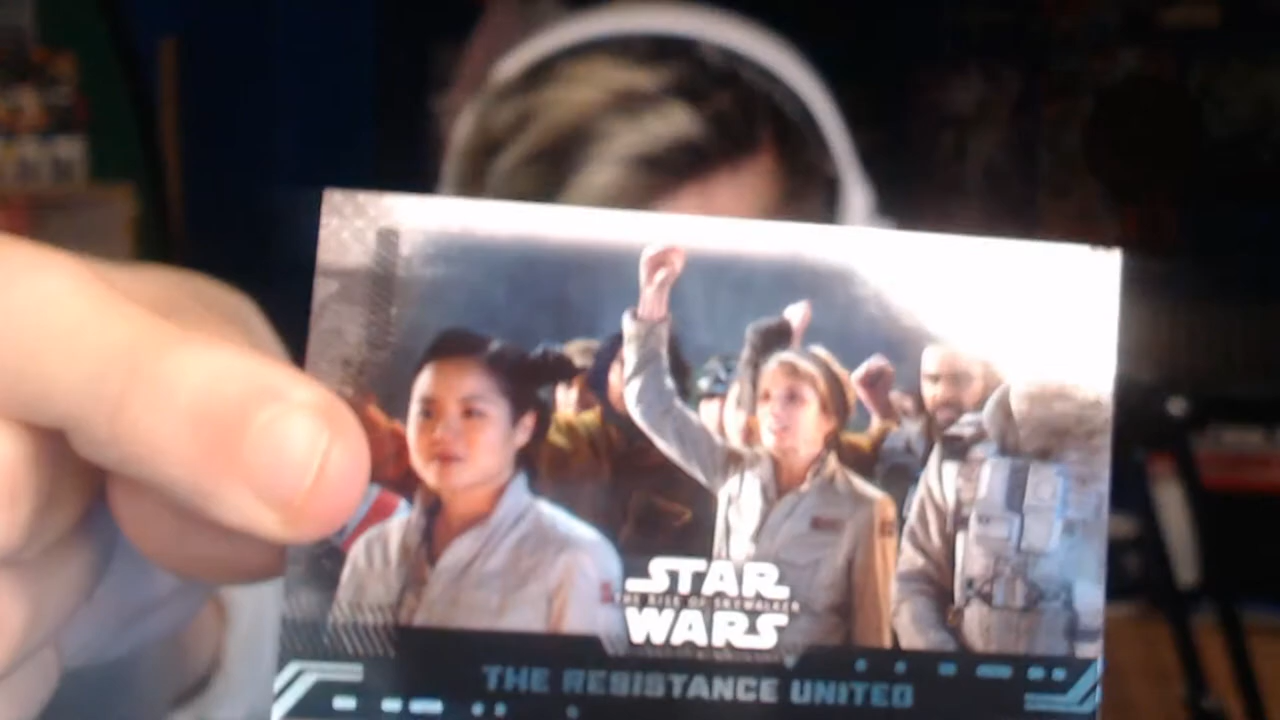 STAR
THE RISE OF SKYWALKER
WARS
THE RESISTANCE UNITED